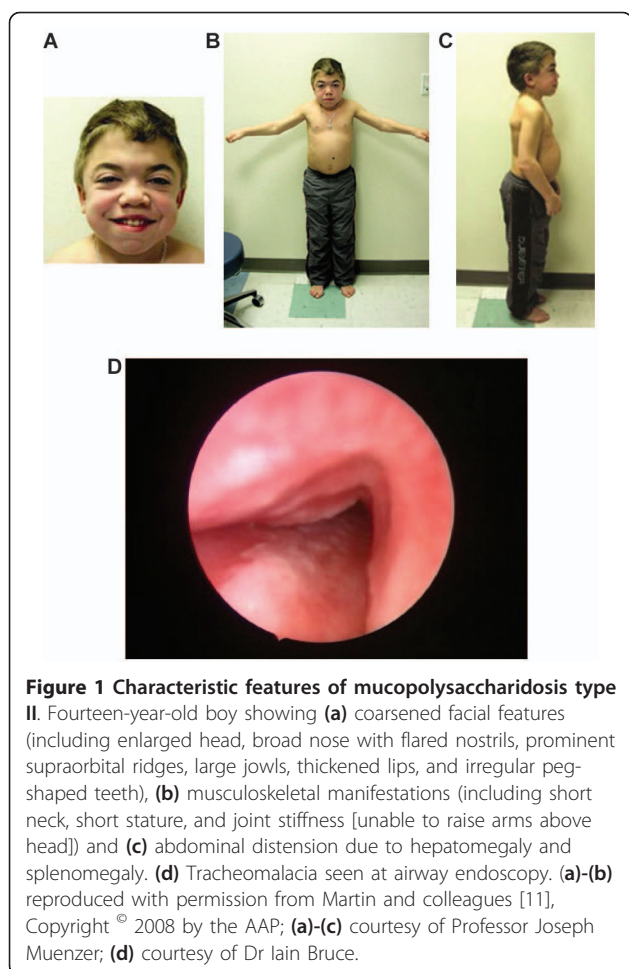 A
B
C
D
Figure 1 Characteristic features of mucopolysaccharidosis type
II. Fourteen-year-old boy showing (a) coarsened facial features
(including enlarged head, broad nose with flared nostrils, prominent
supraorbital ridges, large jowls, thickened lips, and irregular peg-
shaped teeth), (b) musculoskeletal manifestations (including short
neck, short stature, and joint stiffness [unable to raise arms above
head]) and (c) abdominal distension due to hepatomegaly and
splenomegaly. (d) Tracheomalacia seen at airway endoscopy. (a)-(b)
reproduced with permission from Martin and colleagues [11],
Copyright © 2008 by the AAP; (a)-(c) courtesy of Professor Joseph
Muenzer; (d) courtesy of Dr Iain Bruce.